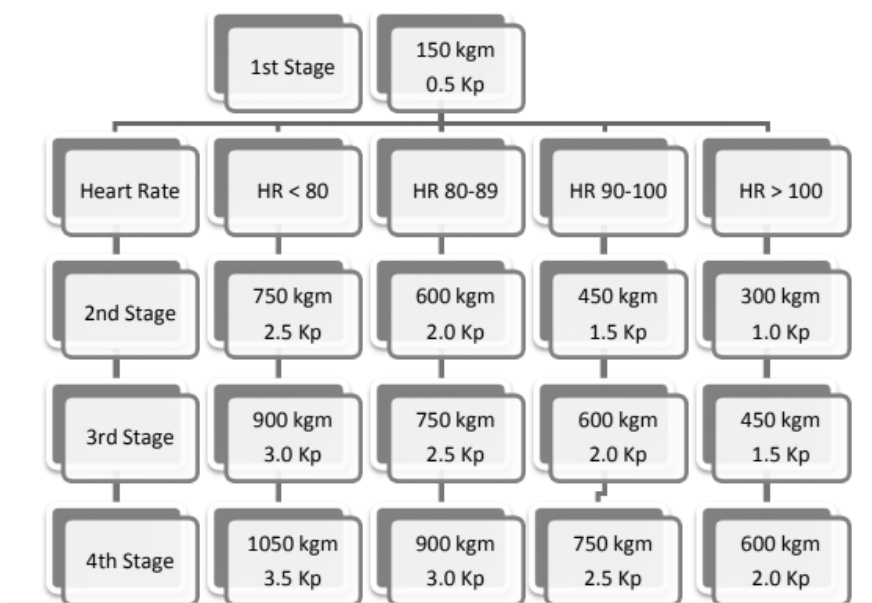 1st Stage
150 kgm
0.5 Kp
Heart Rate
HR < 80
HR 80-89
HR 90-100
HR > 100
2nd Stage
750 kgm
2.5 Kp
600 kgm
2.0 Kp
450 kgm
1.5 Kp
300 kgm
1.0 Kp
3rd Stage
900 kgm
3.0 Kp
750 kgm
2.5 Kp
600 kgm
2.0 Kp
450 kgm
1.5 Kp
4th Stage
1050 kgm
3.5 Kp
900 kgm
3.0 Kp
750 kgm
2.5 Kp
600 kgm
2.0 Kp